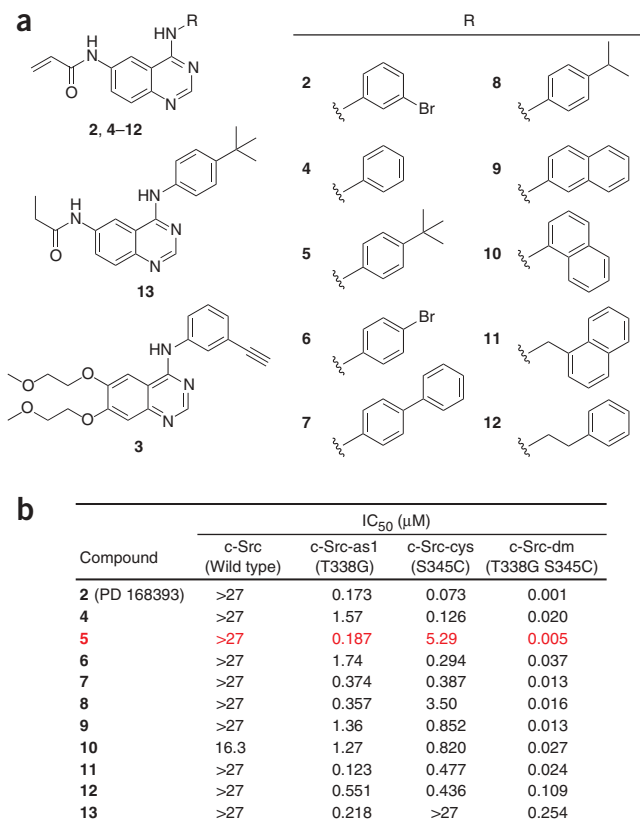 a
R
HN
H
N
O
N
N
2, 4–12
HN
H
N
O
N
N
13
HN
O
O
O
O
N
N
3
R
2
Br
8
4
9
5
10
6
Br
11
7
12
b
IC50 (μM)
Compound c-Src (Wild type) c-Src-as1 (T338G) c-Src-cys (S345C) c-Src-dm (T338G S345C)
2 (PD 168393) >27 0.173 0.073 0.001
4 >27 1.57 0.126 0.020
5 >27 0.187 5.29 0.005
6 >27 1.74 0.294 0.037
7 >27 0.374 0.387 0.013
8 >27 0.357 3.50 0.016
9 >27 1.36 0.852 0.013
10 16.3 1.27 0.820 0.027
11 >27 0.123 0.477 0.024
12 >27 0.551 0.436 0.109
13 >27 0.218 >27 0.254